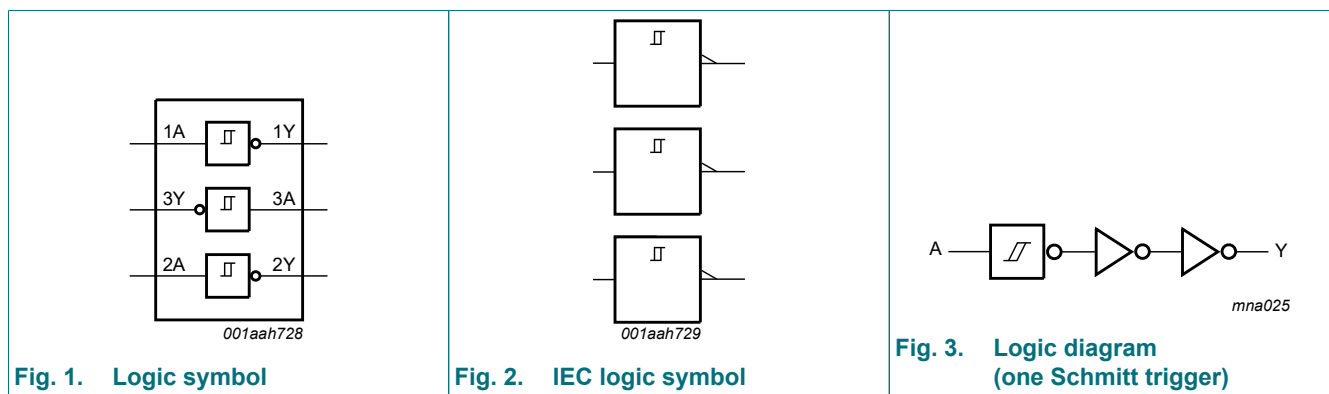 1A 1Y
3Y 3A
2A 2Y
001aah728
Fig. 1. Logic symbol
001aah729
Fig. 2. IEC logic symbol
A Y
mna025
Fig. 3. Logic diagram
(one Schmitt trigger)